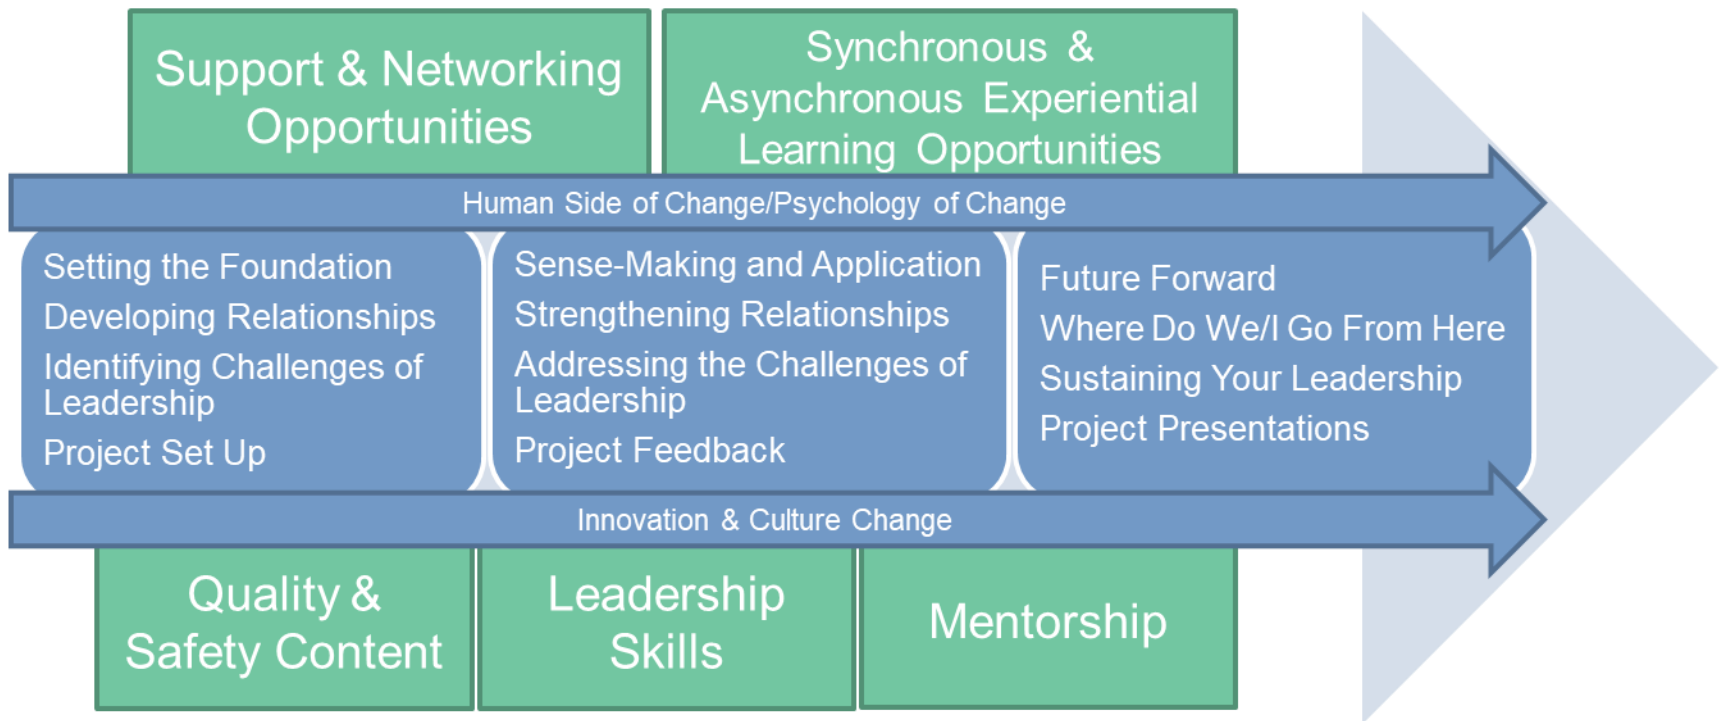 Support & Networking
Opportunities
Synchronous &
Asynchronous Experiential
Learning Opportunities
Human Side of Change/Psychology of Change
Setting the Foundation
Developing Relationships
Identifying Challenges of
Leadership
Project Set Up
Sense-Making and Application
Strengthening Relationships
Addressing the Challenges of
Leadership
Project Feedback
Future Forward
Where Do We/I Go From Here
Sustaining Your Leadership
Project Presentations
Innovation & Culture Change
Quality &
Safety Content
Leadership
Skills
Mentorship